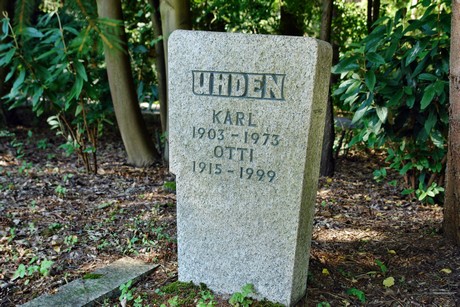 UHDEN
KARL
1903 - 1973
OTTI
1915 - 1999